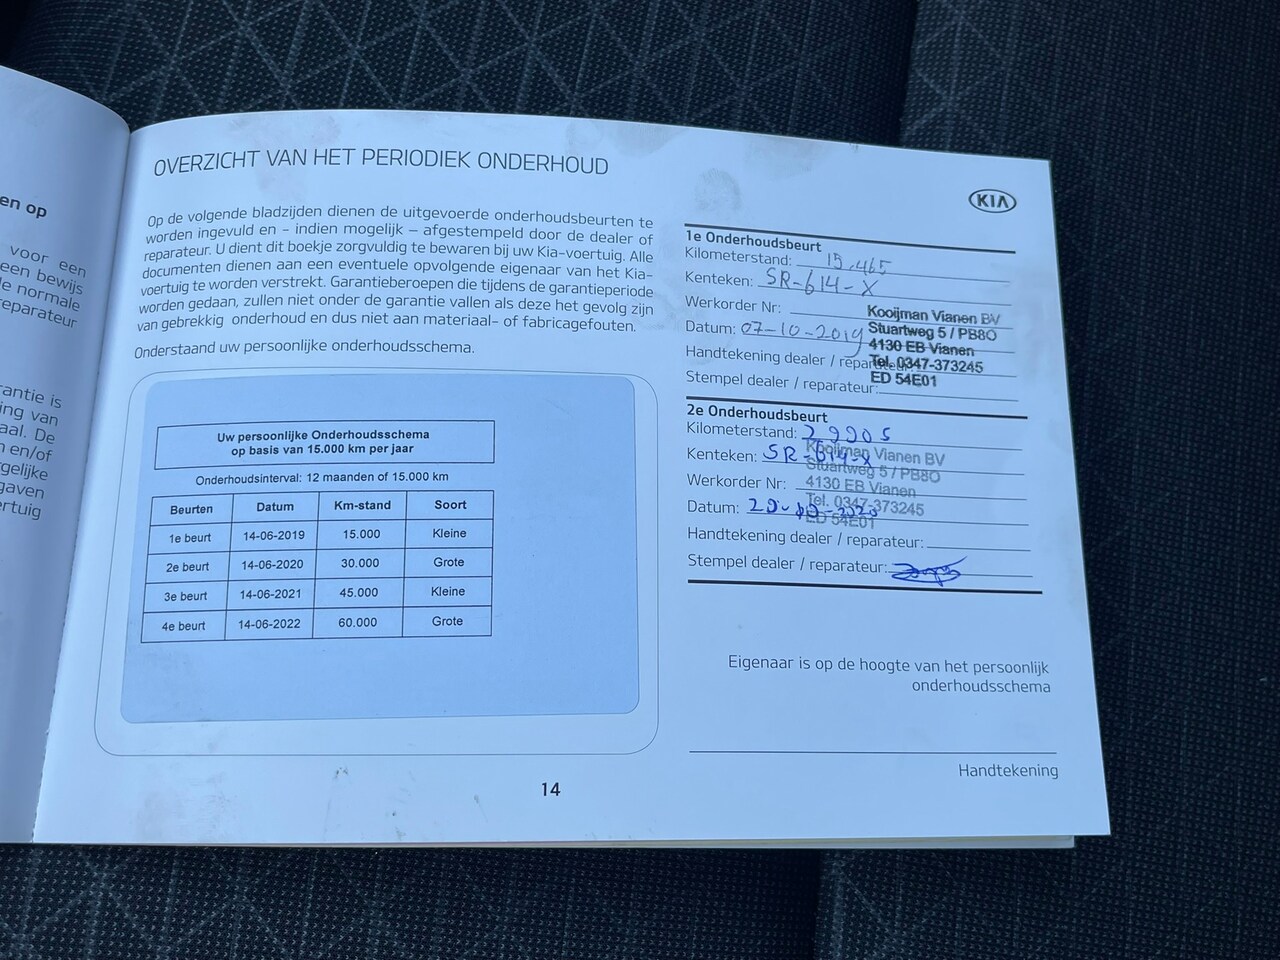 en op
voor een
een bewijs
de normale
reparateur
rantie is
ing van
aal. De
en/of
gelijke
gaven
ertuig
OVERZICHT VAN HET PERIODIEK ONDERHOUD
Op de volgende bladzijden dienen de uitgevoerde onderhoudsbeurten te
worden ingevuld en - indien mogelijk – afgestempeld door de dealer of
reparateur. U dient dit boekje zorgvuldig te bewaren bij uw Kia-voertuig. Alle
documenten dienen aan een eventuele opvolgende eigenaar van het Kia-
voertuig te worden verstrekt. Garantieberoepen die tijdens de garantieperiode
worden gedaan, zullen niet onder de garantie vallen als deze het gevolg zijn
van gebrekkig onderhoud en dus niet aan materiaal- of fabricagefouten.
Onderstaand uw persoonlijke onderhoudsschema.
Uw persoonlijke Onderhoudsschema
op basis van 15.000 km per jaar
Onderhoudsinterval: 12 maanden of 15.000 km
Beurten Datum Km-stand Soort
1e beurt 14-06-2019 15.000 Kleine
2e beurt 14-06-2020 30.000 Grote
3e beurt 14-06-2021 45.000 Kleine
4e beurt 14-06-2022 60.000 Grote
14
KIA
1e Onderhoudsbeurt
Kilometerstand: 15.465
Kenteken: SR-614-X
Werkorder Nr:
Datum: 07-10-2019
Handtekening dealer / reparateur:
Stempel dealer / reparateur:
Kooijman Vianen BV
Stuartweg 5 / PB80
4130 EB Vianen
Tel. 0347-373245
ED 54E01
2e Onderhoudsbeurt
Kilometerstand: 29905
Kenteken: SR-614-X
Werkorder Nr:
Datum:
Handtekening dealer / reparateur:
Stempel dealer / reparateur:
Kooijman Vianen BV
Stuartweg 5 / PB80
4130 EB Vianen
Tel. 0347-373245
ED 54E01
Eigenaar is op de hoogte van het persoonlijk
onderhoudsschema
Handtekening